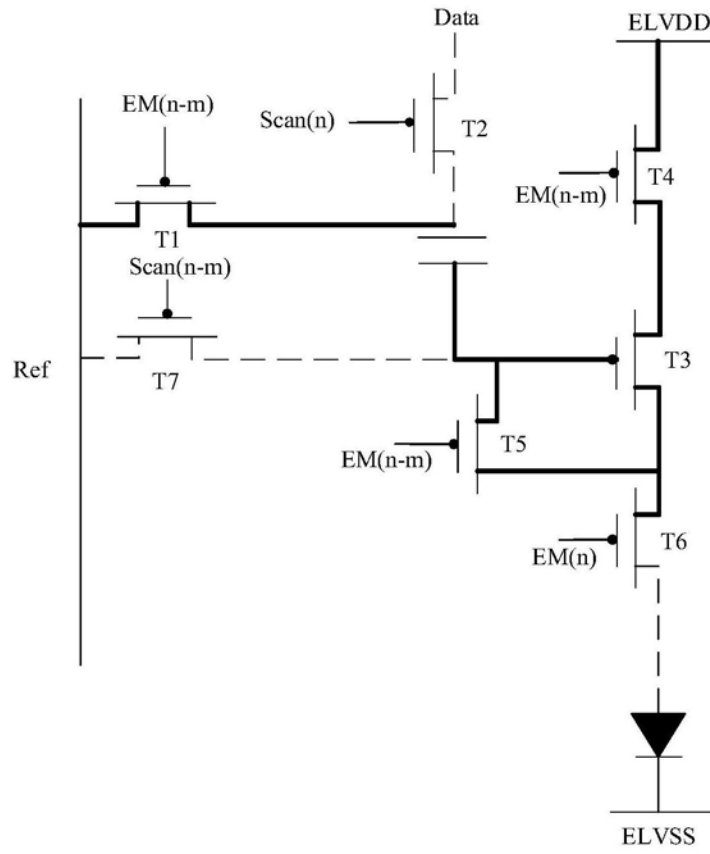 Data
ELVDD
EM(n-m)
Scan(n)
T2
T4
EM(n-m)
T1
Scan(n-m)
Ref
T7
T3
T5
EM(n-m)
T6
EM(n)
ELVSS